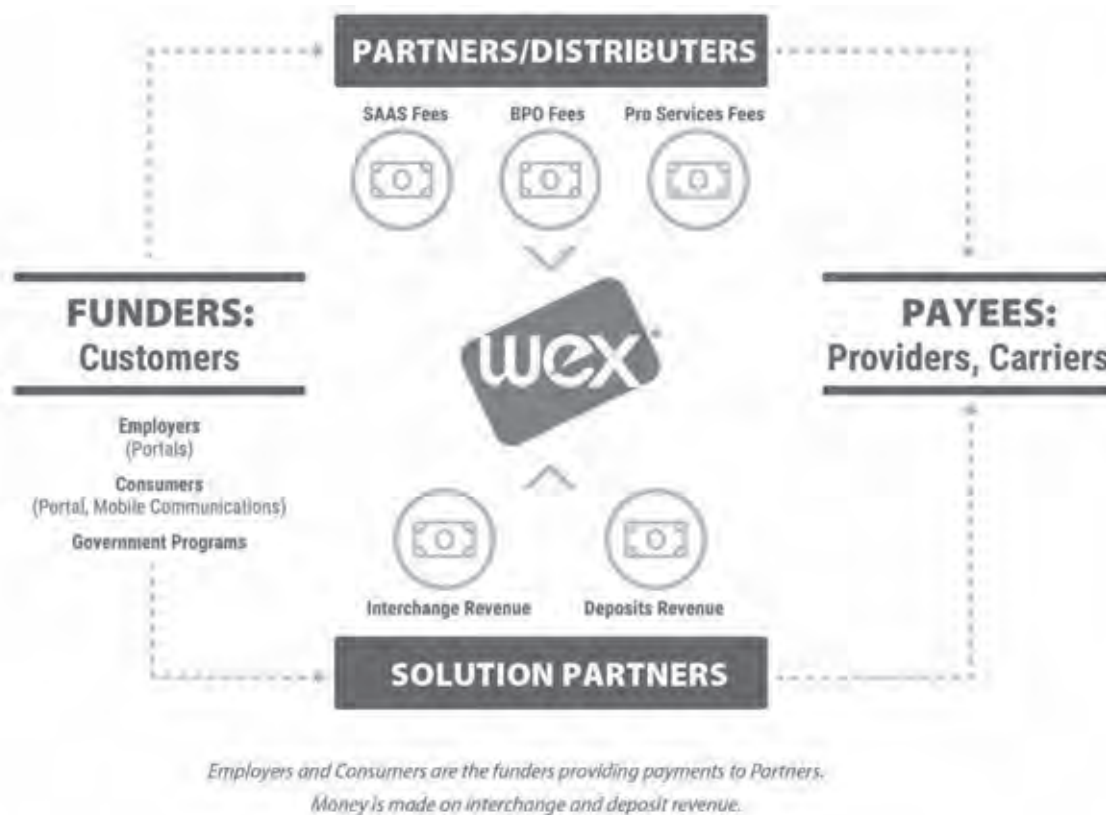 PARTNERS/DISTRIBUTERS
SAAS Fees BPO Fees Pro Services Fees
FUNDERS:
Customers
wex
PAYEES:
Providers, Carriers
Employers
(Portals)
Consumers
(Portal, Mobile Communications)
Government Programs
Interchange Revenue Deposits Revenue
SOLUTION PARTNERS
Employers and Consumers are the funders providing payments to Partners.
Money is made on interchange and deposit revenue.